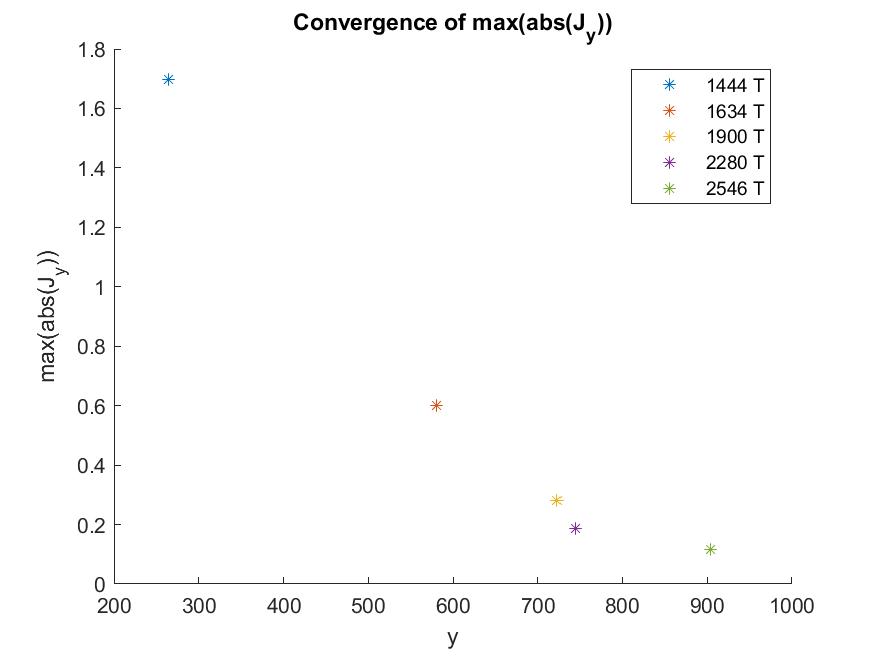 Convergence of max(abs(J_y))
1.8
1.6
1.4
1.2
1
0.8
0.6
0.4
0.2
0
max(abs(J_y))
1444 T
1634 T
1900 T
2280 T
2546 T
200 300 400 500 600 700 800 900 1000
y